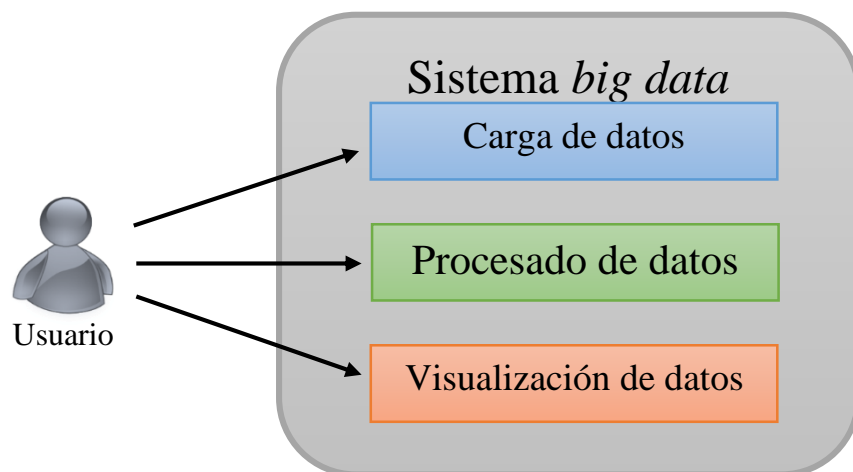 Sistema big data
Carga de datos
Procesado de datos
Visualización de datos
Usuario